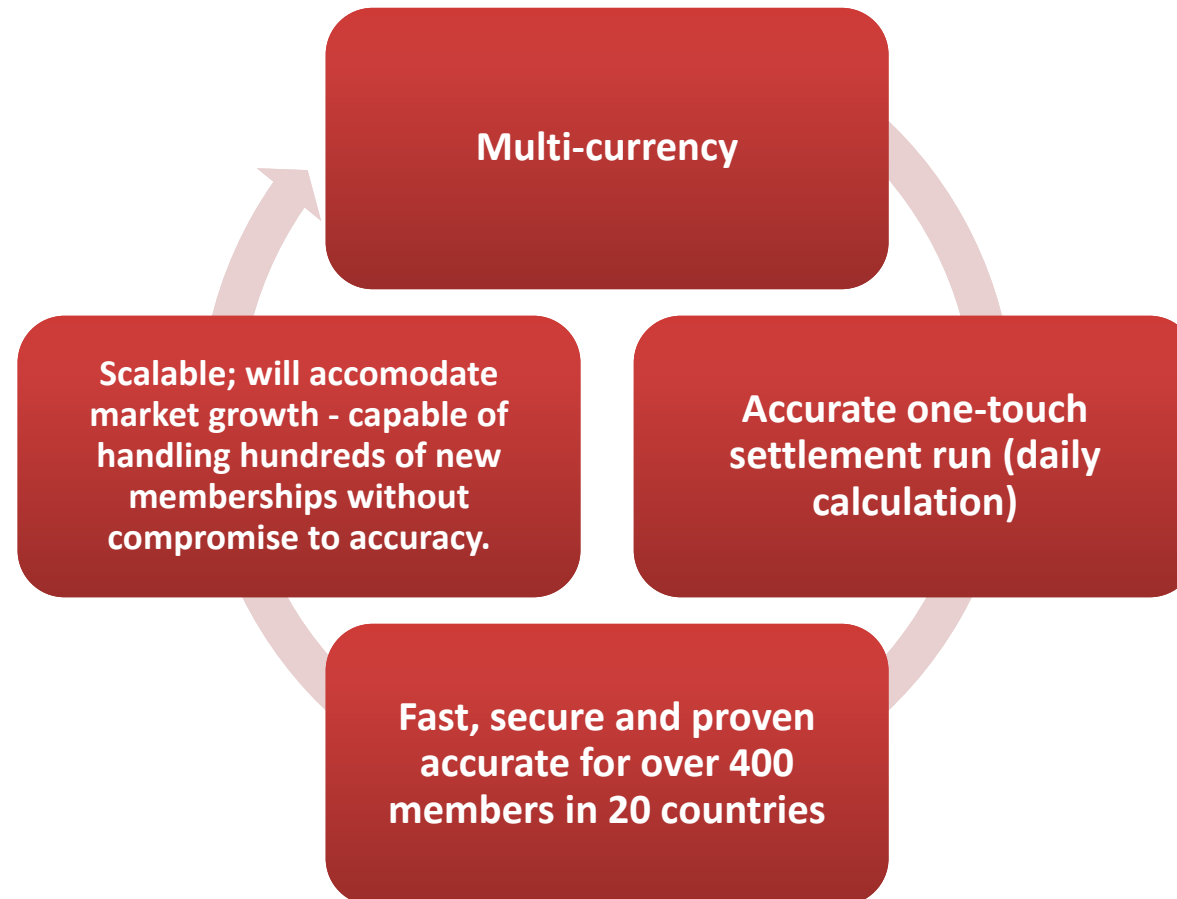 Multi-currency
Accurate one-touch
settlement run (daily
calculation)
Fast, secure and proven
accurate for over 400
members in 20 countries
Scalable; will accomodate
market growth - capable of
handling hundreds of new
memberships without
compromise to accuracy.